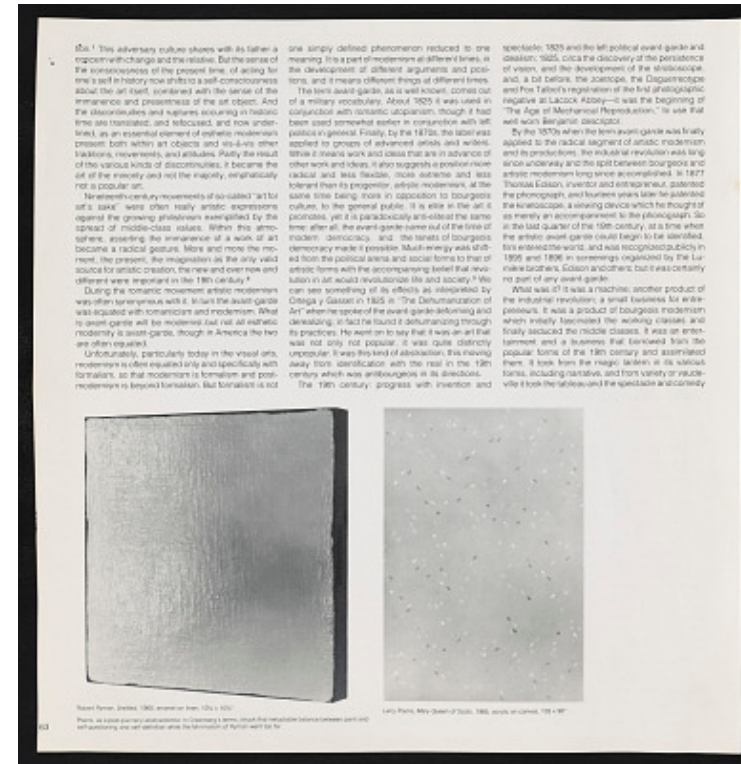 tice.¹ This adversary culture shares with its father a
concern with change and the relative. But the sense of
the consciousness of the present time, of acting for
one's self in history now shifts to a self-consciousness
about the art itself, combined with the sense of the
immanence and presentness of the art object. And
the discontinuities and ruptures occurring in historic
time are translated, and refocused, and now under-
lined, as an essential element of esthetic modernism
present both within art objects and vis-à-vis other
traditions, movements, and attitudes. Partly the result
of the various kinds of discontinuities, it became the
art of the minority and not the majority, emphatically
not a popular art.
Nineteenth-century movements of so-called "art for
art's sake" were often really artistic expressions
against the growing philistinism exemplified by the
spread of middle-class values. Within this atmo-
sphere, asserting the immanence of a work of art
became a radical gesture. More and more the mo-
ment, the present, the imagination as the only valid
source for artistic creation, the new and ever new and
different were important in the 19th century.
During the romantic movement artistic modernism
was often synonymous with it. In turn the avant-garde
was equated with romanticism and modernism. What
is avant-garde will be modernist but not all esthetic
modernity is avant-garde, though in America the two
are often equated.
Unfortunately, particularly today in the visual arts,
modernism is often equated only and specifically with
formalism, so that modernism is formalism and post-
modernism is beyond formalism. But formalism is not
one simply defined phenomenon reduced to one
meaning. It is a part of modernism at different times, in
the development of different arguments and posi-
tions, and it means different things at different times.
The term avant-garde, as is well known, comes out
of a military vocabulary. About 1825 it was used in
conjunction with romantic utopianism, though it had
been used somewhat earlier in conjunction with left
politics in general. Finally, by the 1870s, the label was
applied to groups of advanced artists and writers.
While it means work and ideas that are in advance of
other work and ideas, it also suggests a position more
radical and less flexible, more extreme and less
tolerant than its progenitor, artistic modernism, at the
same time being more in opposition to bourgeois
culture, to the general public. It is elite in the art it
promotes, yet it is paradoxically anti-elite at the same
time: after all, the avant-garde came out of the time of
modern democracy, and the tenets of bourgeois
democracy made it possible. Much energy was shift-
ed from the political arena and social forms to that of
artistic forms with the accompanying belief that revo-
lution in art would revolutionize life and society.⁵ We
can see something of its effects as interpreted by
Ortega y Gasset in 1925 in "The Dehumanization of
Art" when he spoke of the avant-garde deforming and
derealizing; in fact he found it dehumanizing through
its practices. He went on to say that it was an art that
was not only not popular, it was quite distinctly
unpopular. It was this kind of abstraction, this moving
away from identification with the real in the 19th
century which was antibourgeois in its directions.
The 19th century: progress with invention and
spectacle; 1825 and the left political avant-garde and
idealism; 1825, circa the discovery of the persistence
of vision, and the development of the stroboscope,
and, a bit before, the zoetrope, the Daguerreotype
and Fox Talbot's registration of the first photographic
negative at Lacock Abbey—it was the beginning of
"The Age of Mechanical Reproduction," to use that
well worn Benjamin descriptor.
By the 1870s when the term avant-garde was finally
applied to the radical segment of artistic modernism
and its productions, the industrial revolution was long
since underway and the split between bourgeois and
artistic modernism long since accomplished. In 1877
Thomas Edison, inventor and entrepreneur, patented
the phonograph, and fourteen years later he patented
the kinetoscope, a viewing device which he thought of
as merely an accompaniment to the phonograph. So
in the last quarter of the 19th century, at a time when
the artistic avant-garde could begin to be identified,
film entered the world, and was recognized publicly in
1895 and 1896 in screenings organized by the Lu-
mière brothers, Edison and others; but it was certainly
no part of any avant-garde.
What was it? It was a machine; another product of
the industrial revolution; a small business for entre-
preneurs. It was a product of bourgeois modernism
which initially fascinated the working classes and
finally seduced the middle classes. It was an enter-
tainment and a business that borrowed from the
popular forms of the 19th century and assimilated
them. It took from the magic lantern in its various
forms, including narrative, and from variety or vaude-
ville it took the tableau and the spectacle and comedy
Robert Ryman, Untitled, 1965, enamel on linen, 10¼ x 10¼".
Larry Poons, Mary Queen of Scots, 1965, acrylic on canvas,
63